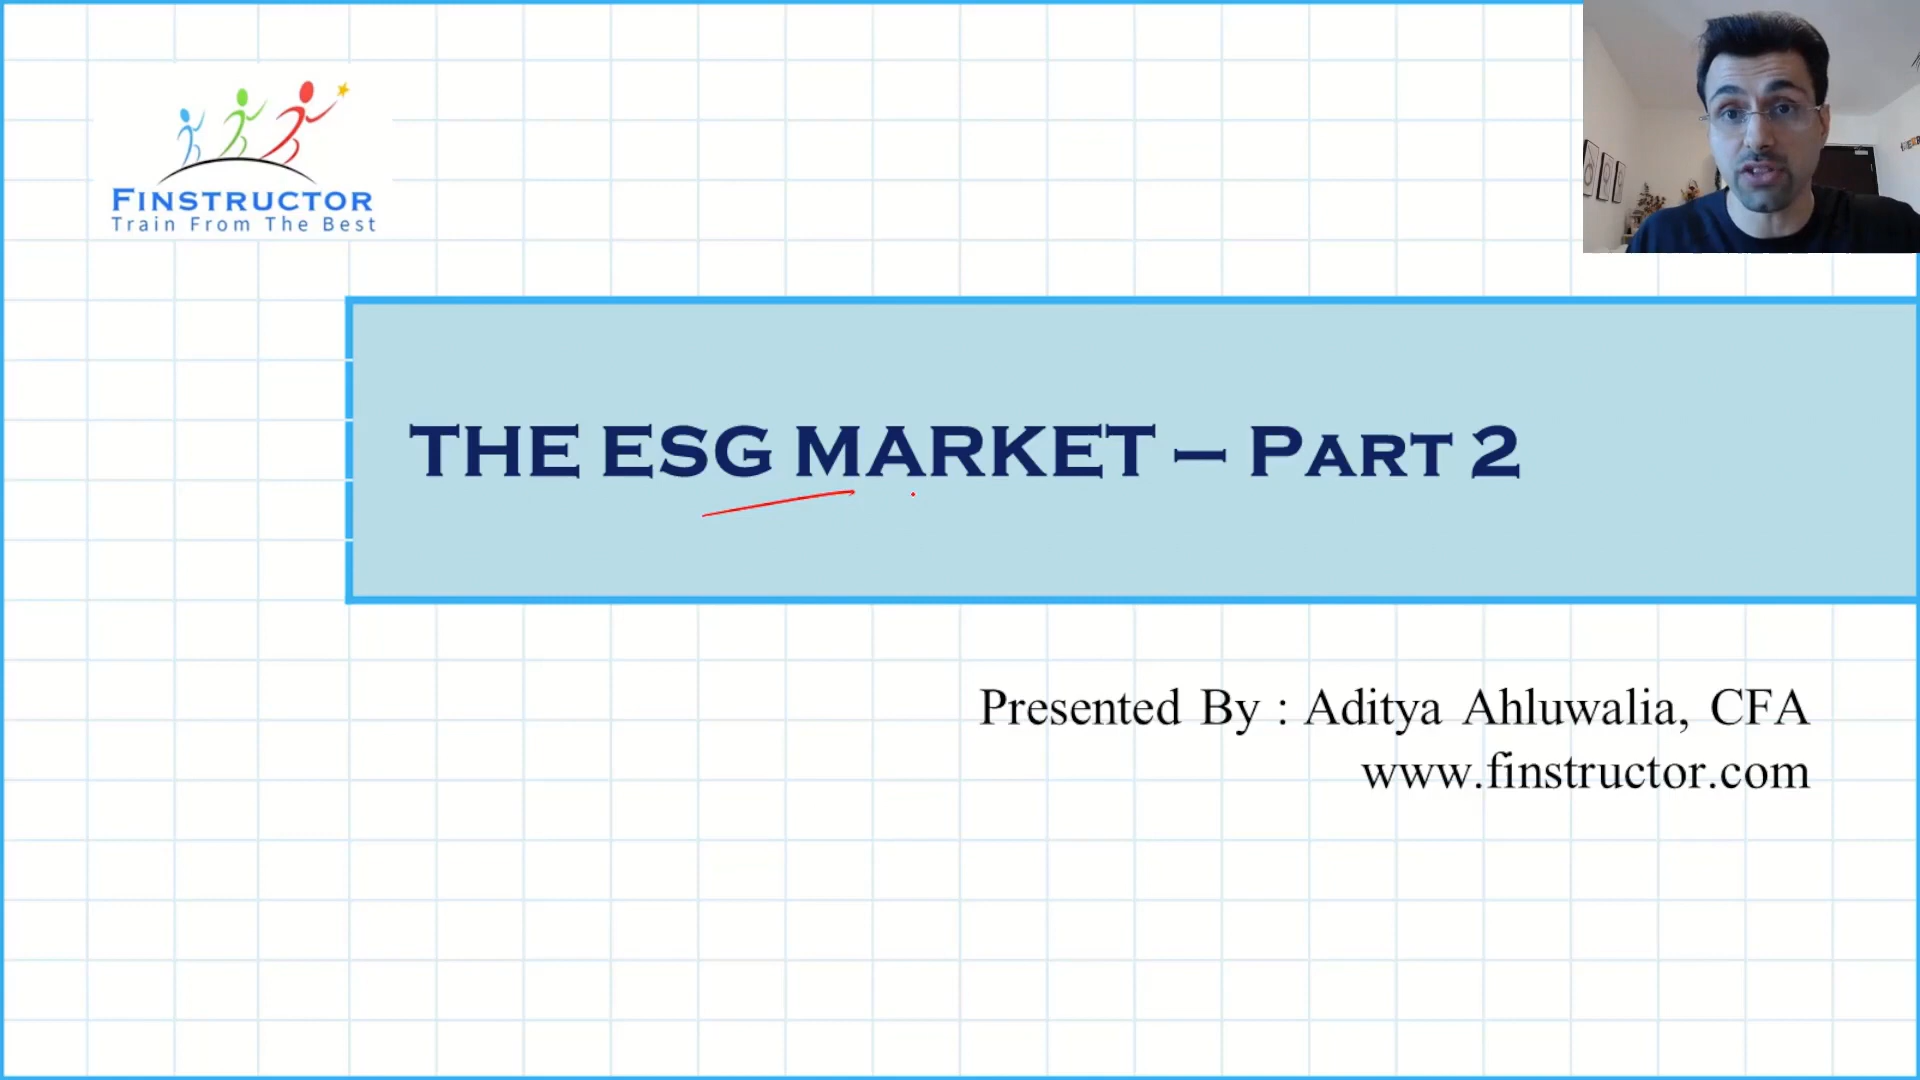 FINSTRUCTOR
Train From The Best
THE ESG MARKET – PART 2
Presented By : Aditya Ahluwalia, CFA
www.finstructor.com